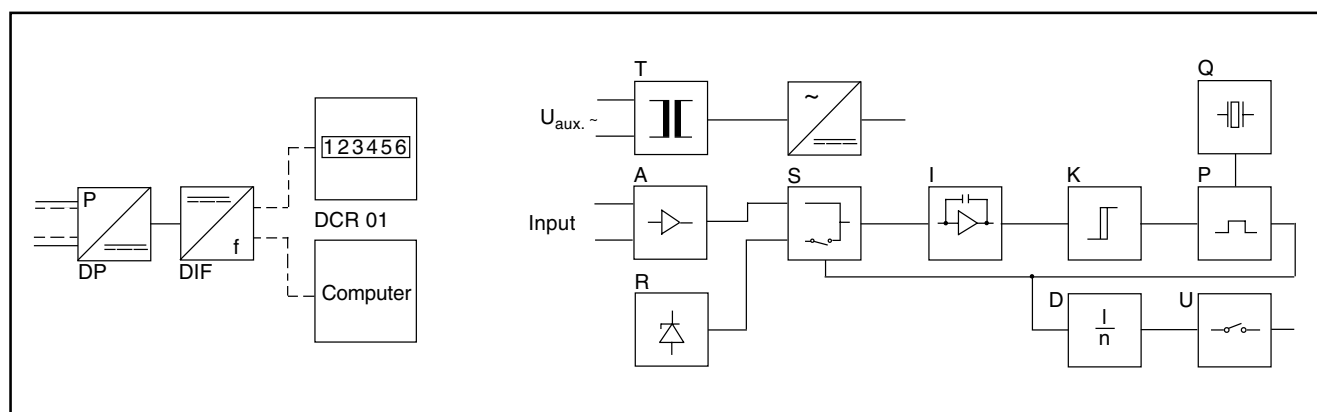 P
DP
DIF
f
123456
DCR 01
Computer
T
Uaux. ~
~
Q
A
Input
S
I
K
P
R
D
I
n
U